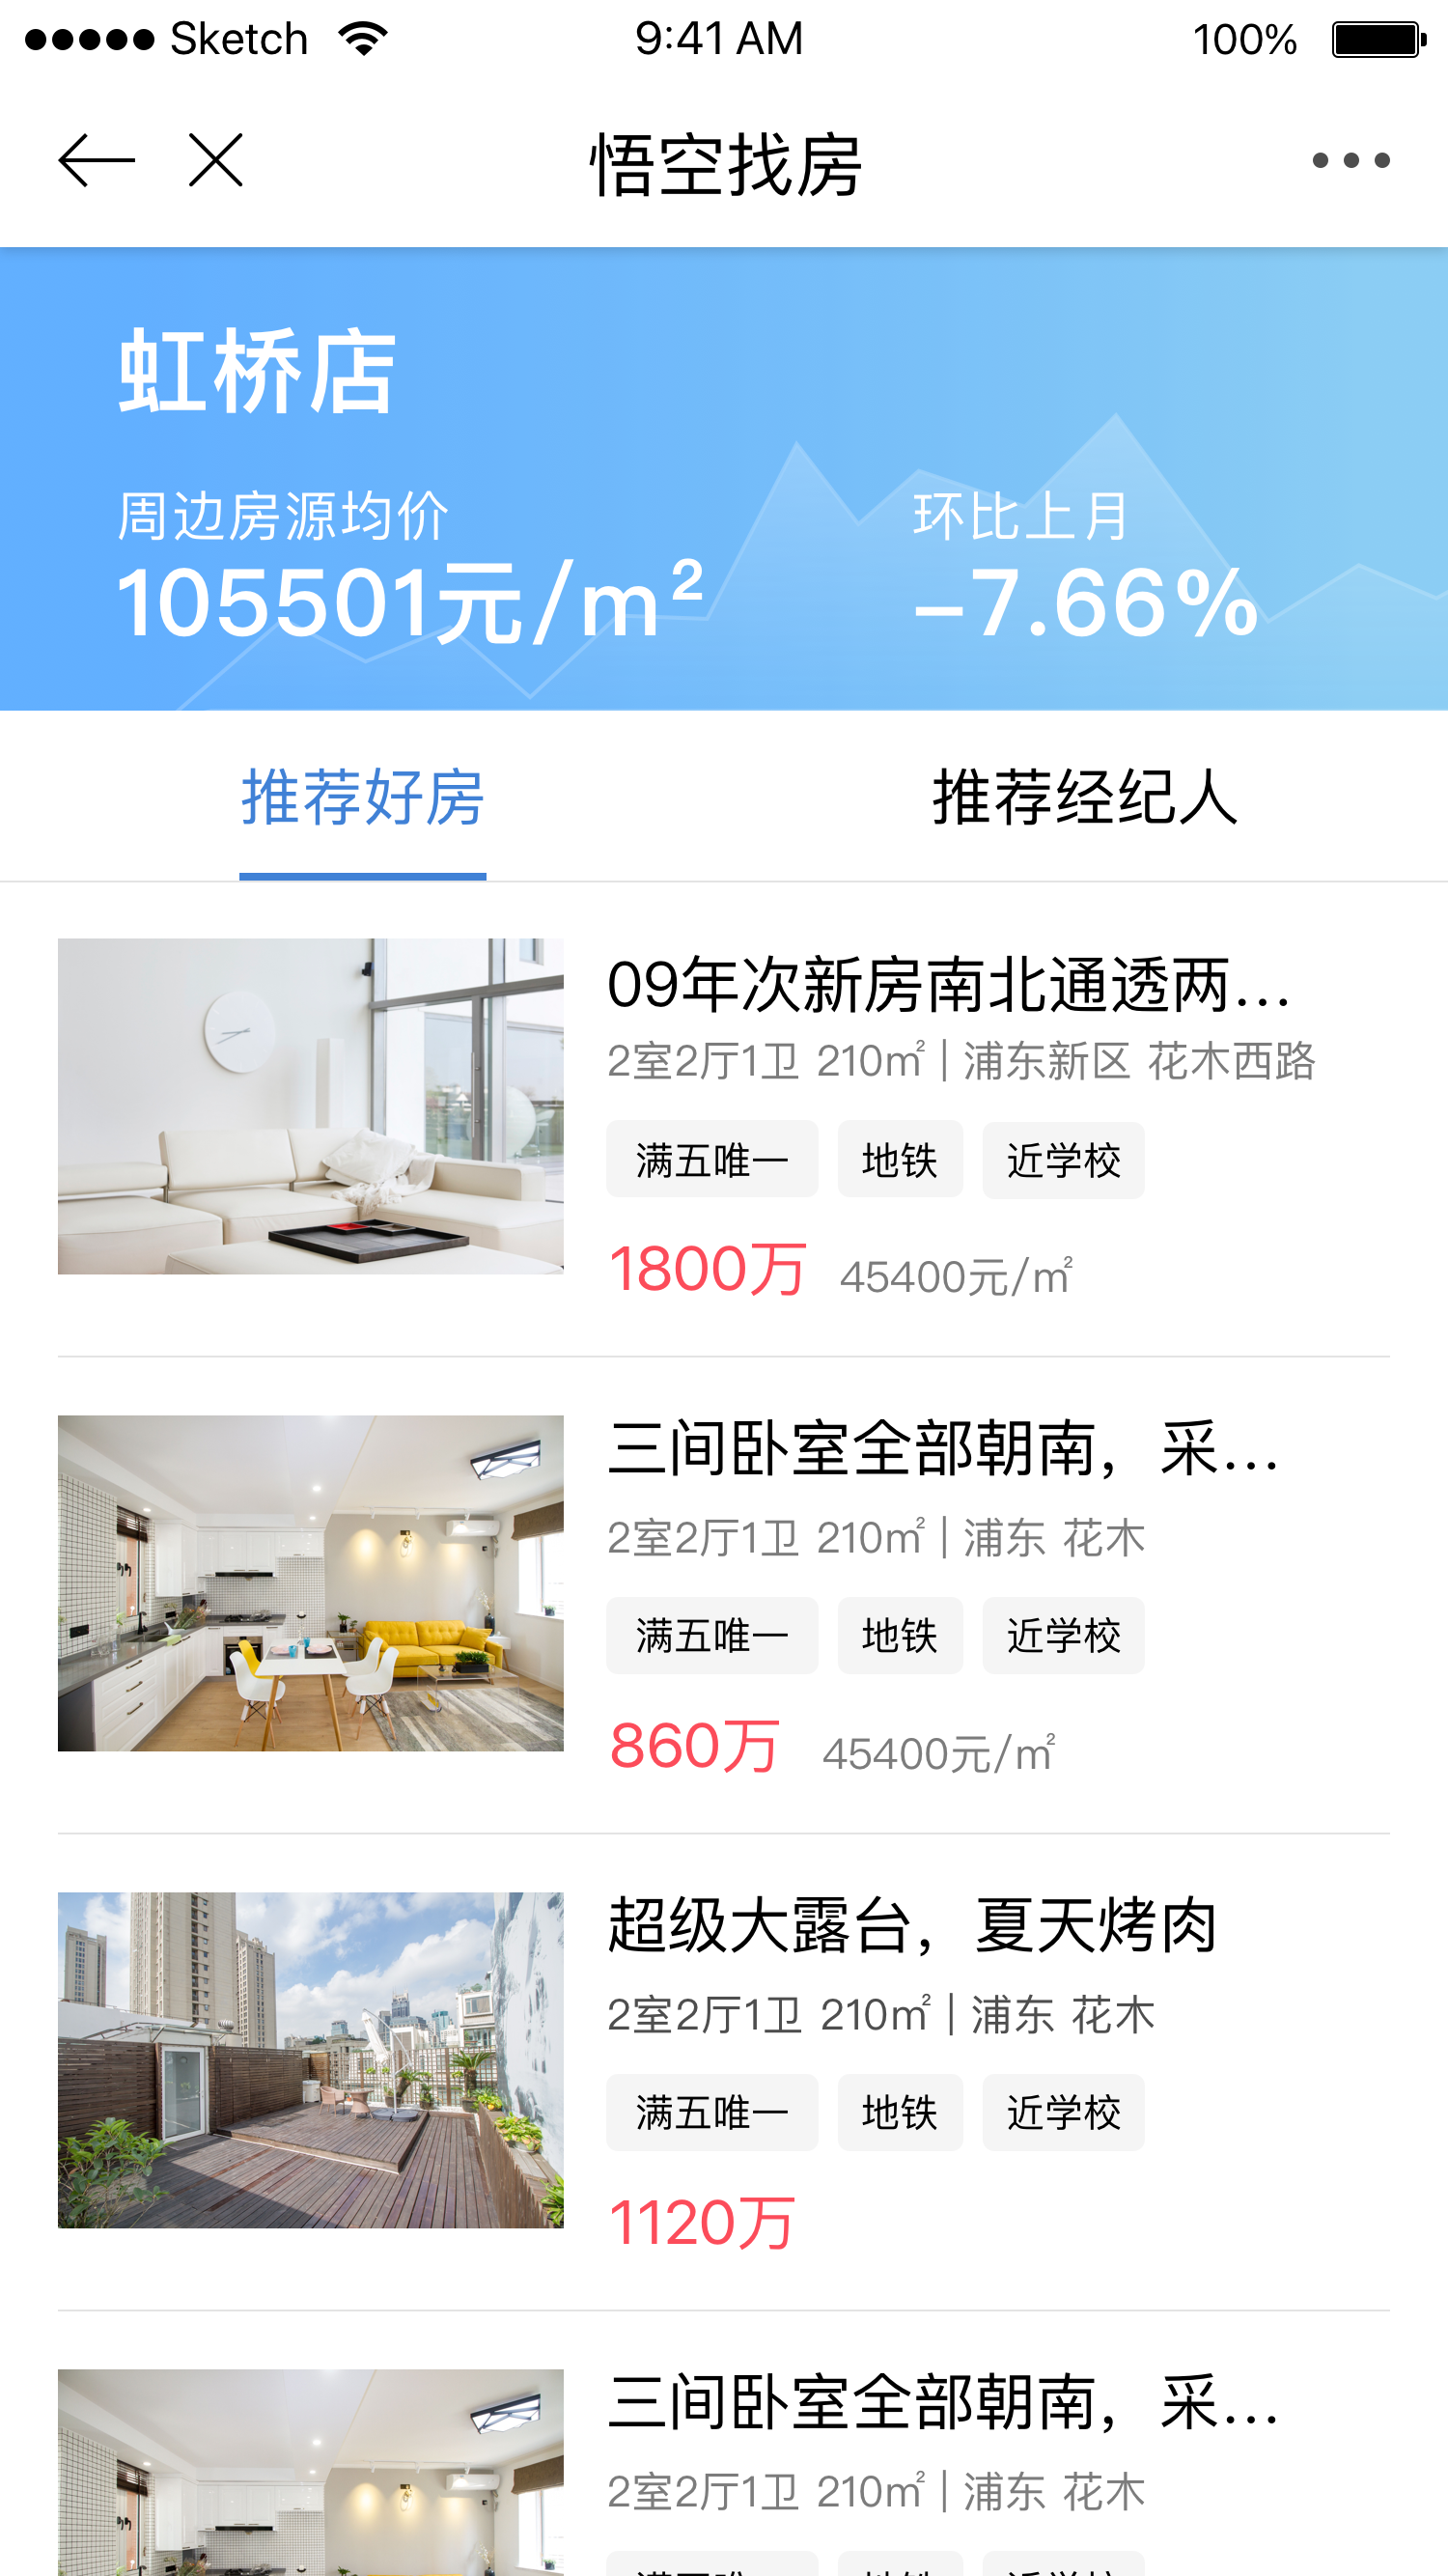 Sketch 9:41 AM 100%
悟空找房
虹桥店
周边房源均价 环比上月
105501元/m² -7.66%
推荐好房 推荐经纪人
09年次新房南北通透两...
2室2厅1卫 210㎡ | 浦东新区 花木西路
满五唯一 地铁 近学校
1800万 45400元/㎡
三间卧室全部朝南，采...
2室2厅1卫 210㎡ | 浦东 花木
满五唯一 地铁 近学校
860万 45400元/㎡
超级大露台，夏天烤肉
2室2厅1卫 210㎡ | 浦东 花木
满五唯一 地铁 近学校
1120万
三间卧室全部朝南，采...
2室2厅1卫 210㎡ | 浦东 花木